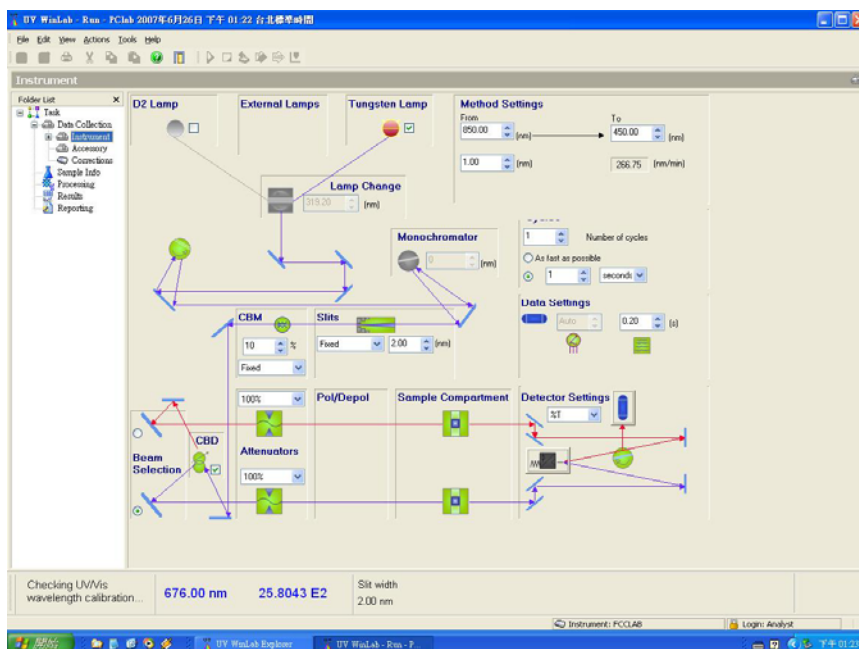 UV WinLab - Run - PClab 2007年6月26日 下午 01:22 台北標準時間
File Edit View Actions Tools Help
Instrument
Folder List X
Task
Data Collection
Instrument
Accessory
Corrections
Sample Info
Processing
Results
Reporting
D2 Lamp
External Lamps
Tungsten Lamp
Method Settings
From
To
850.00 (nm)
450.00 (nm)
1.00 (nm)
266.75 (nm/min)
Lamp Change
319.20 (nm)
Monochromator
0 (nm)
1 Number of cycles
As fast as possible
1 seconds
CBM
10 %
Fixed
Slits
Fixed 2.00 (nm)
Data Settings
Auto 0.20 (s)
100%
Pol/Depol
Sample Compartment
Detector Settings
%T
CBD
Beam
Selection
Attenuators
100%
Checking UV/Vis
wavelength calibration...
676.00 nm
25.8043 E2
Slit width
2.00 nm
Instrument: FCCLAB
Login: Analyst
開始
UV WinLab Explorer
UV WinLab - Run - P...
下午 01:23